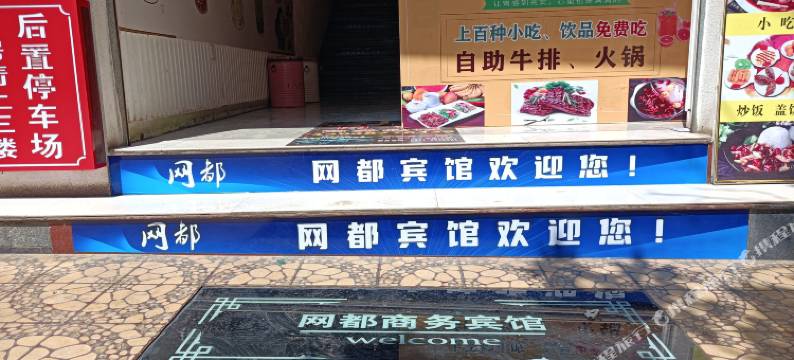 上百种小吃、饮品免费吃
自助牛排、火锅
后置停车场
小吃
炒饭 盖饭
网都 网都宾馆欢迎您!
网都 网都宾馆欢迎您!
网都商务宾馆
welcome